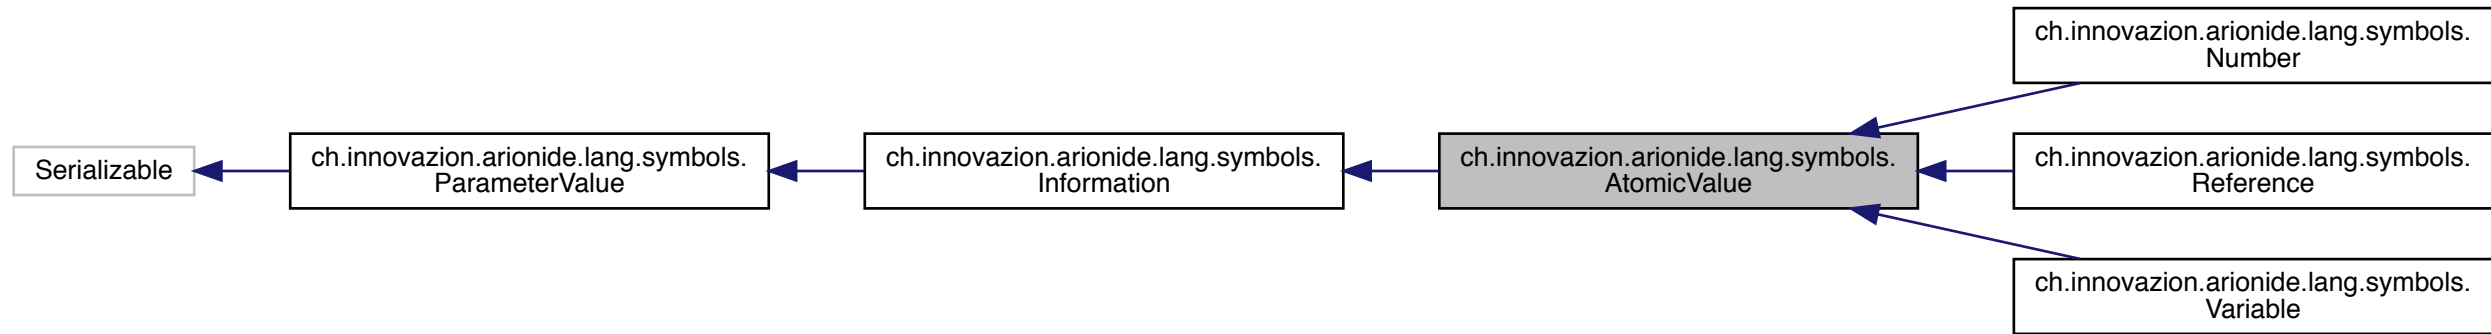 Serializable
ch.innovazion.arionide.lang.symbols.
ParameterValue
ch.innovazion.arionide.lang.symbols.
Information
ch.innovazion.arionide.lang.symbols.
AtomicValue
ch.innovazion.arionide.lang.symbols.
Number
ch.innovazion.arionide.lang.symbols.
Reference
ch.innovazion.arionide.lang.symbols.
Variable